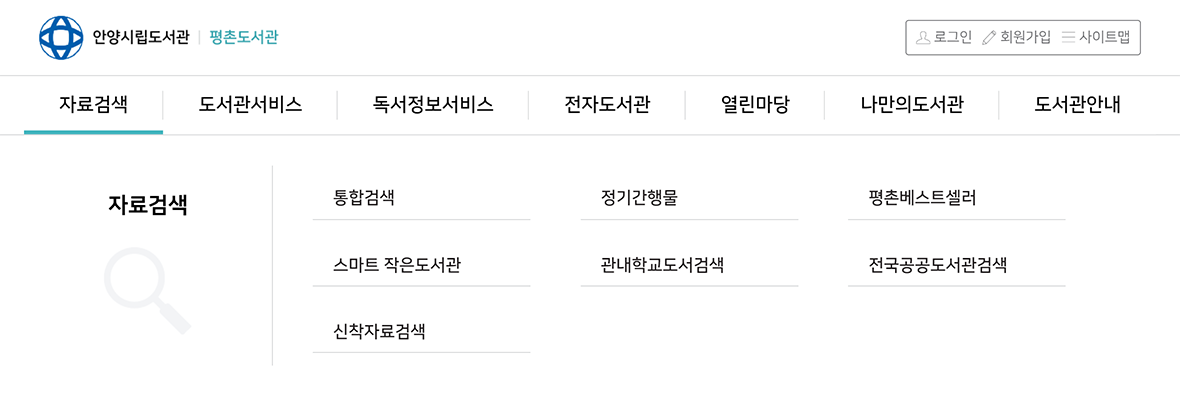 안양시립도서관 | 평촌도서관
로그인 회원가입 사이트맵
자료검색 도서관서비스 독서정보서비스 전자도서관 열린마당 나만의도서관 도서관안내
자료검색
통합검색 정기간행물 평촌베스트셀러
스마트 작은도서관 관내학교도서검색 전국공공도서관검색
신착자료검색